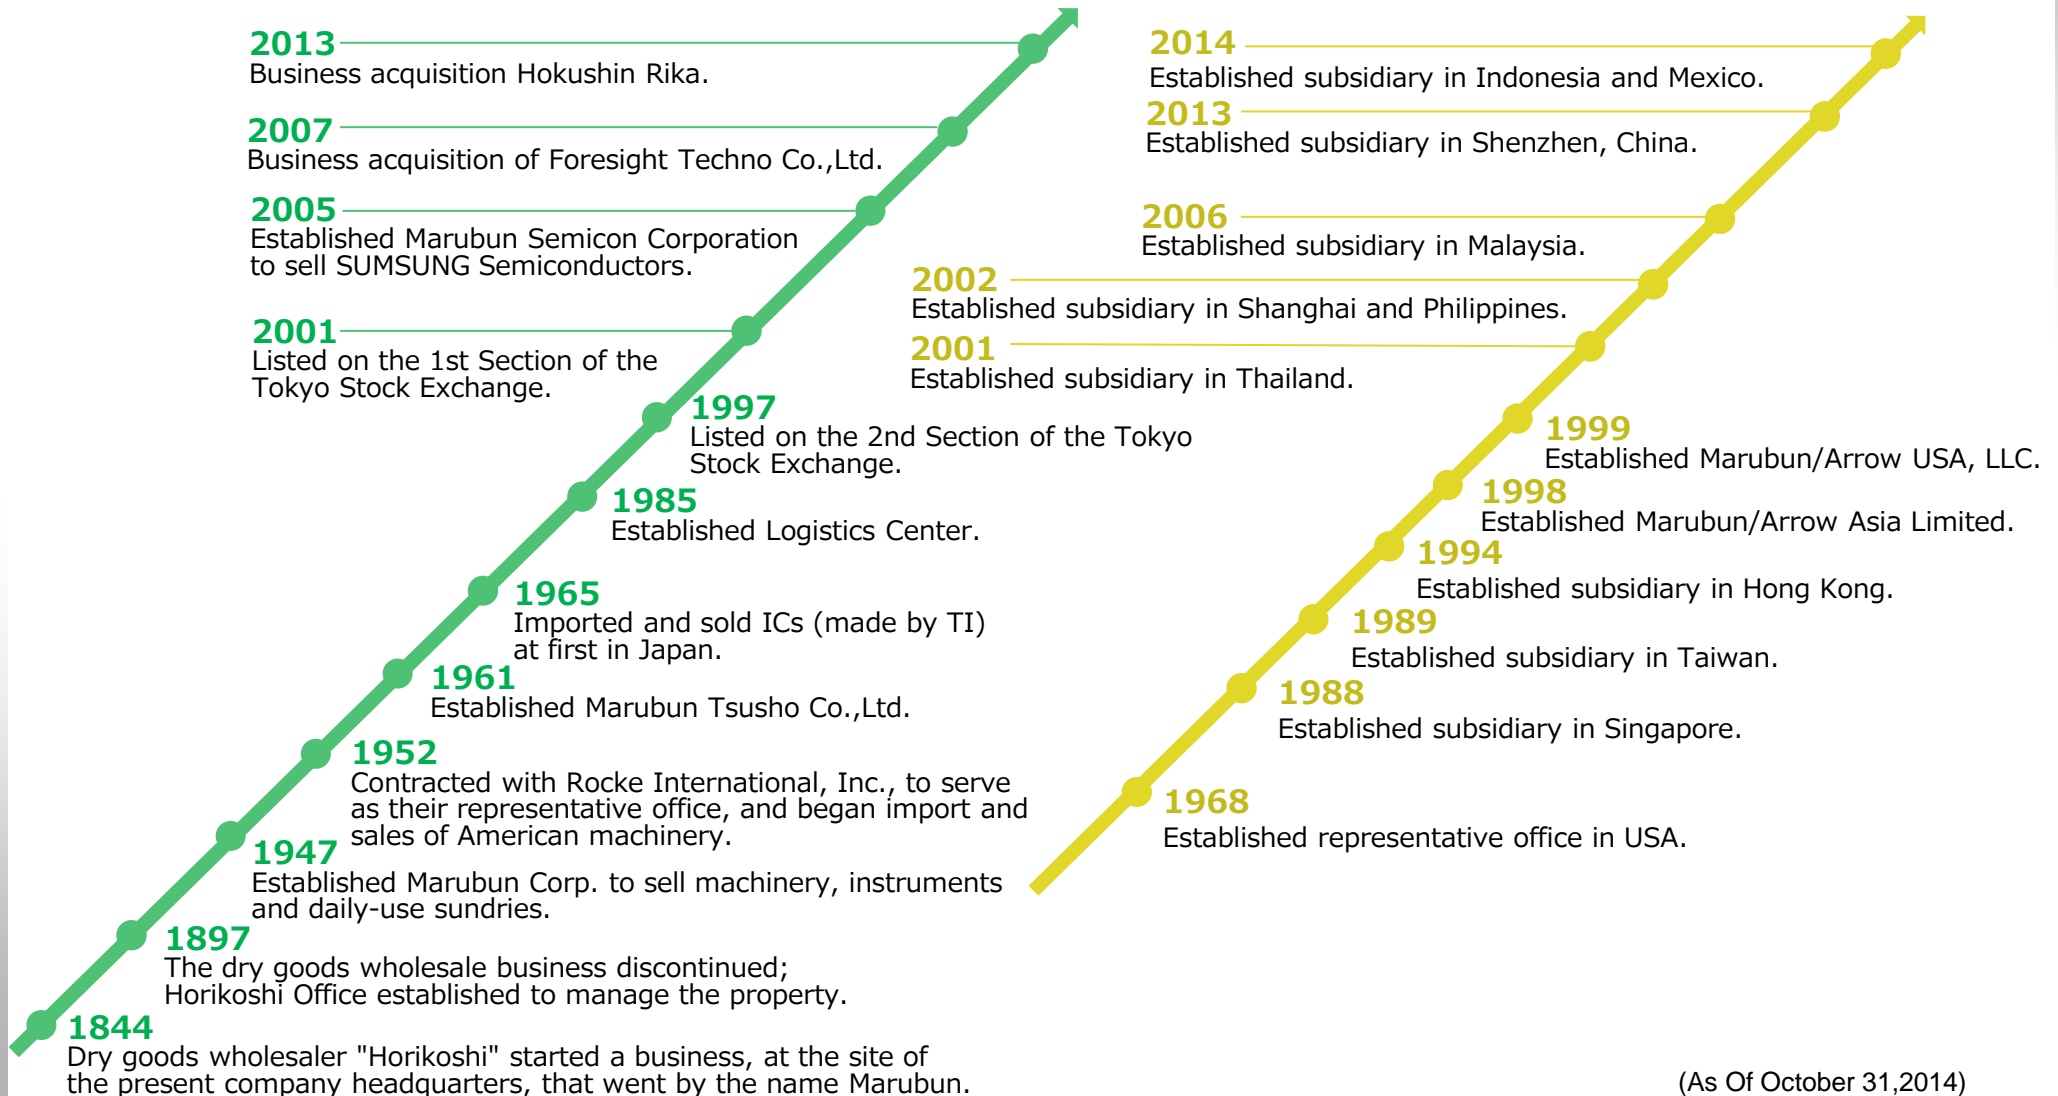 2013
Business acquisition Hokushin Rika.
2007
Business acquisition of Foresight Techno Co.,Ltd.
2005
Established Marubun Semicon Corporation
to sell SUMSUNG Semiconductors.
2001
Listed on the 1st Section of the
Tokyo Stock Exchange.
1997
Listed on the 2nd Section of the Tokyo
Stock Exchange.
1985
Established Logistics Center.
1965
Imported and sold ICs (made by TI)
at first in Japan.
1961
Established Marubun Tsusho Co.,Ltd.
1952
Contracted with Rocke International, Inc., to serve
as their representative office, and began import and
sales of American machinery.
1947
Established Marubun Corp. to sell machinery, instruments
and daily-use sundries.
1897
The dry goods wholesale business discontinued;
Horikoshi Office established to manage the property.
1844
Dry goods wholesaler "Horikoshi" started a business, at the site of
the present company headquarters, that went by the name Marubun.
2014
Established subsidiary in Indonesia and Mexico.
2013
Established subsidiary in Shenzhen, China.
2006
Established subsidiary in Malaysia.
2002
Established subsidiary in Shanghai and Philippines.
2001
Established subsidiary in Thailand.
1999
Established Marubun/Arrow USA, LLC.
1998
Established Marubun/Arrow Asia Limited.
1994
Established subsidiary in Hong Kong.
1989
Established subsidiary in Taiwan.
1988
Established subsidiary in Singapore.
1968
Established representative office in USA.
(As Of October 31,2014)